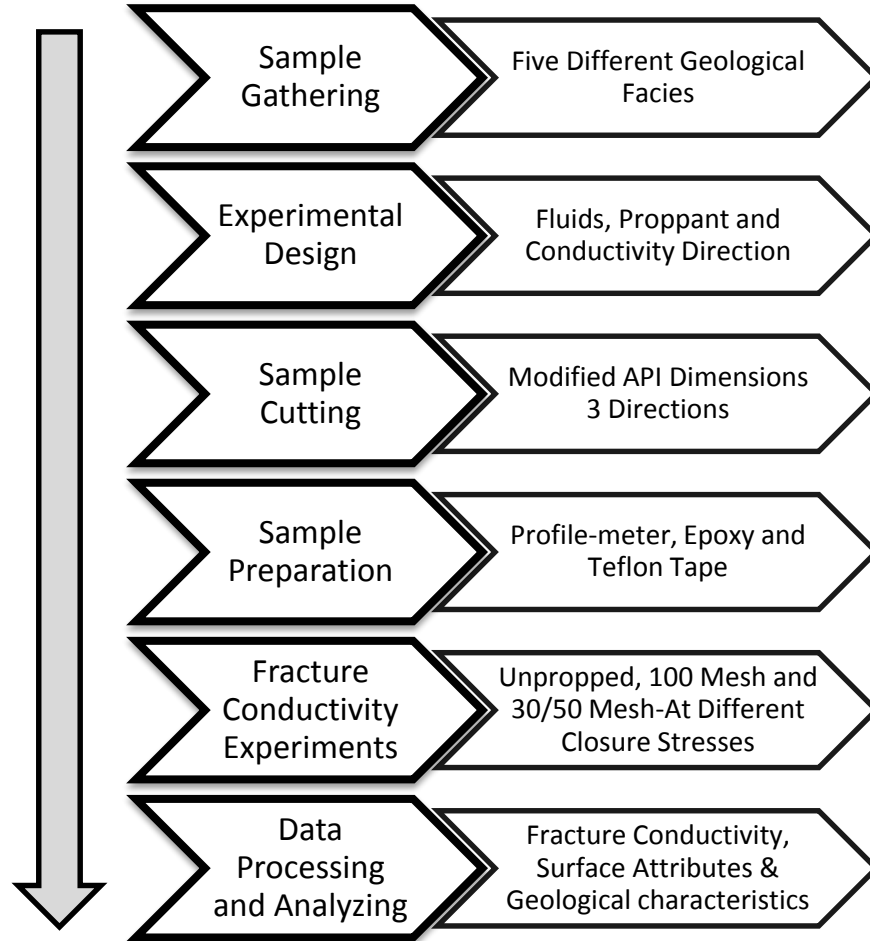 Sample
Gathering
Five Different Geological
Facies
Experimental
Design
Fluids, Proppant and
Conductivity Direction
Sample
Cutting
Modified API Dimensions
3 Directions
Sample
Preparation
Profile-meter, Epoxy and
Teflon Tape
Fracture
Conductivity
Experiments
Unpropped, 100 Mesh and
30/50 Mesh-At Different
Closure Stresses
Data
Processing
and Analyzing
Fracture Conductivity,
Surface Attributes &
Geological characteristics